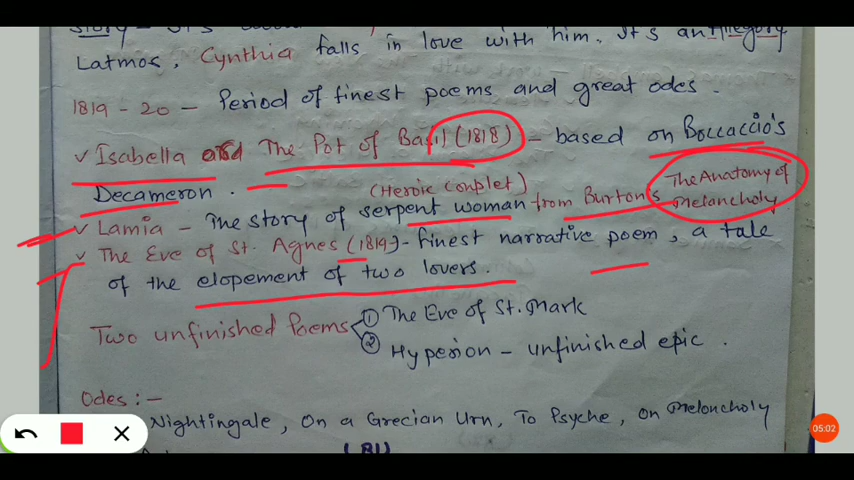 Story - It's
Latmos, Cynthia falls in love with him. It's an Allegory
1819 - 20 - Period of finest poems and great odes.
✓ Isabella and The Pot of Basil (1818) - based on Boccaccio's
Decameron. (Heroic Couplet) The Anatomy of Melancholy
✓ Lamia - The story of serpent woman from Burton's
✓ The Eve of St. Agnes (1819) - finest narrative poem, a tale
of the elopement of two lovers.
Two unfinished Poems ① The Eve of St. Mark
② Hyperion - unfinished epic.
Odes :-
Nightingale, On a Grecian Urn, To Psyche, On Meloncholy
05:02